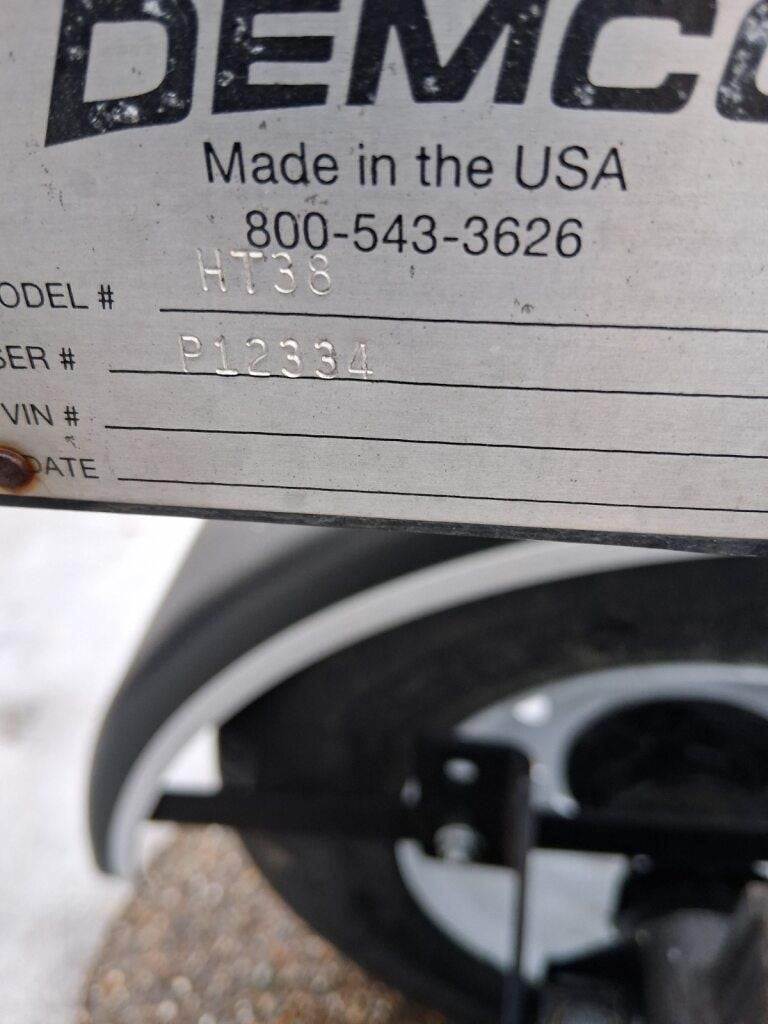 DEMCO
Made in the USA
800-543-3626
ODEL # HT38
SER # P12334
VIN #
DATE